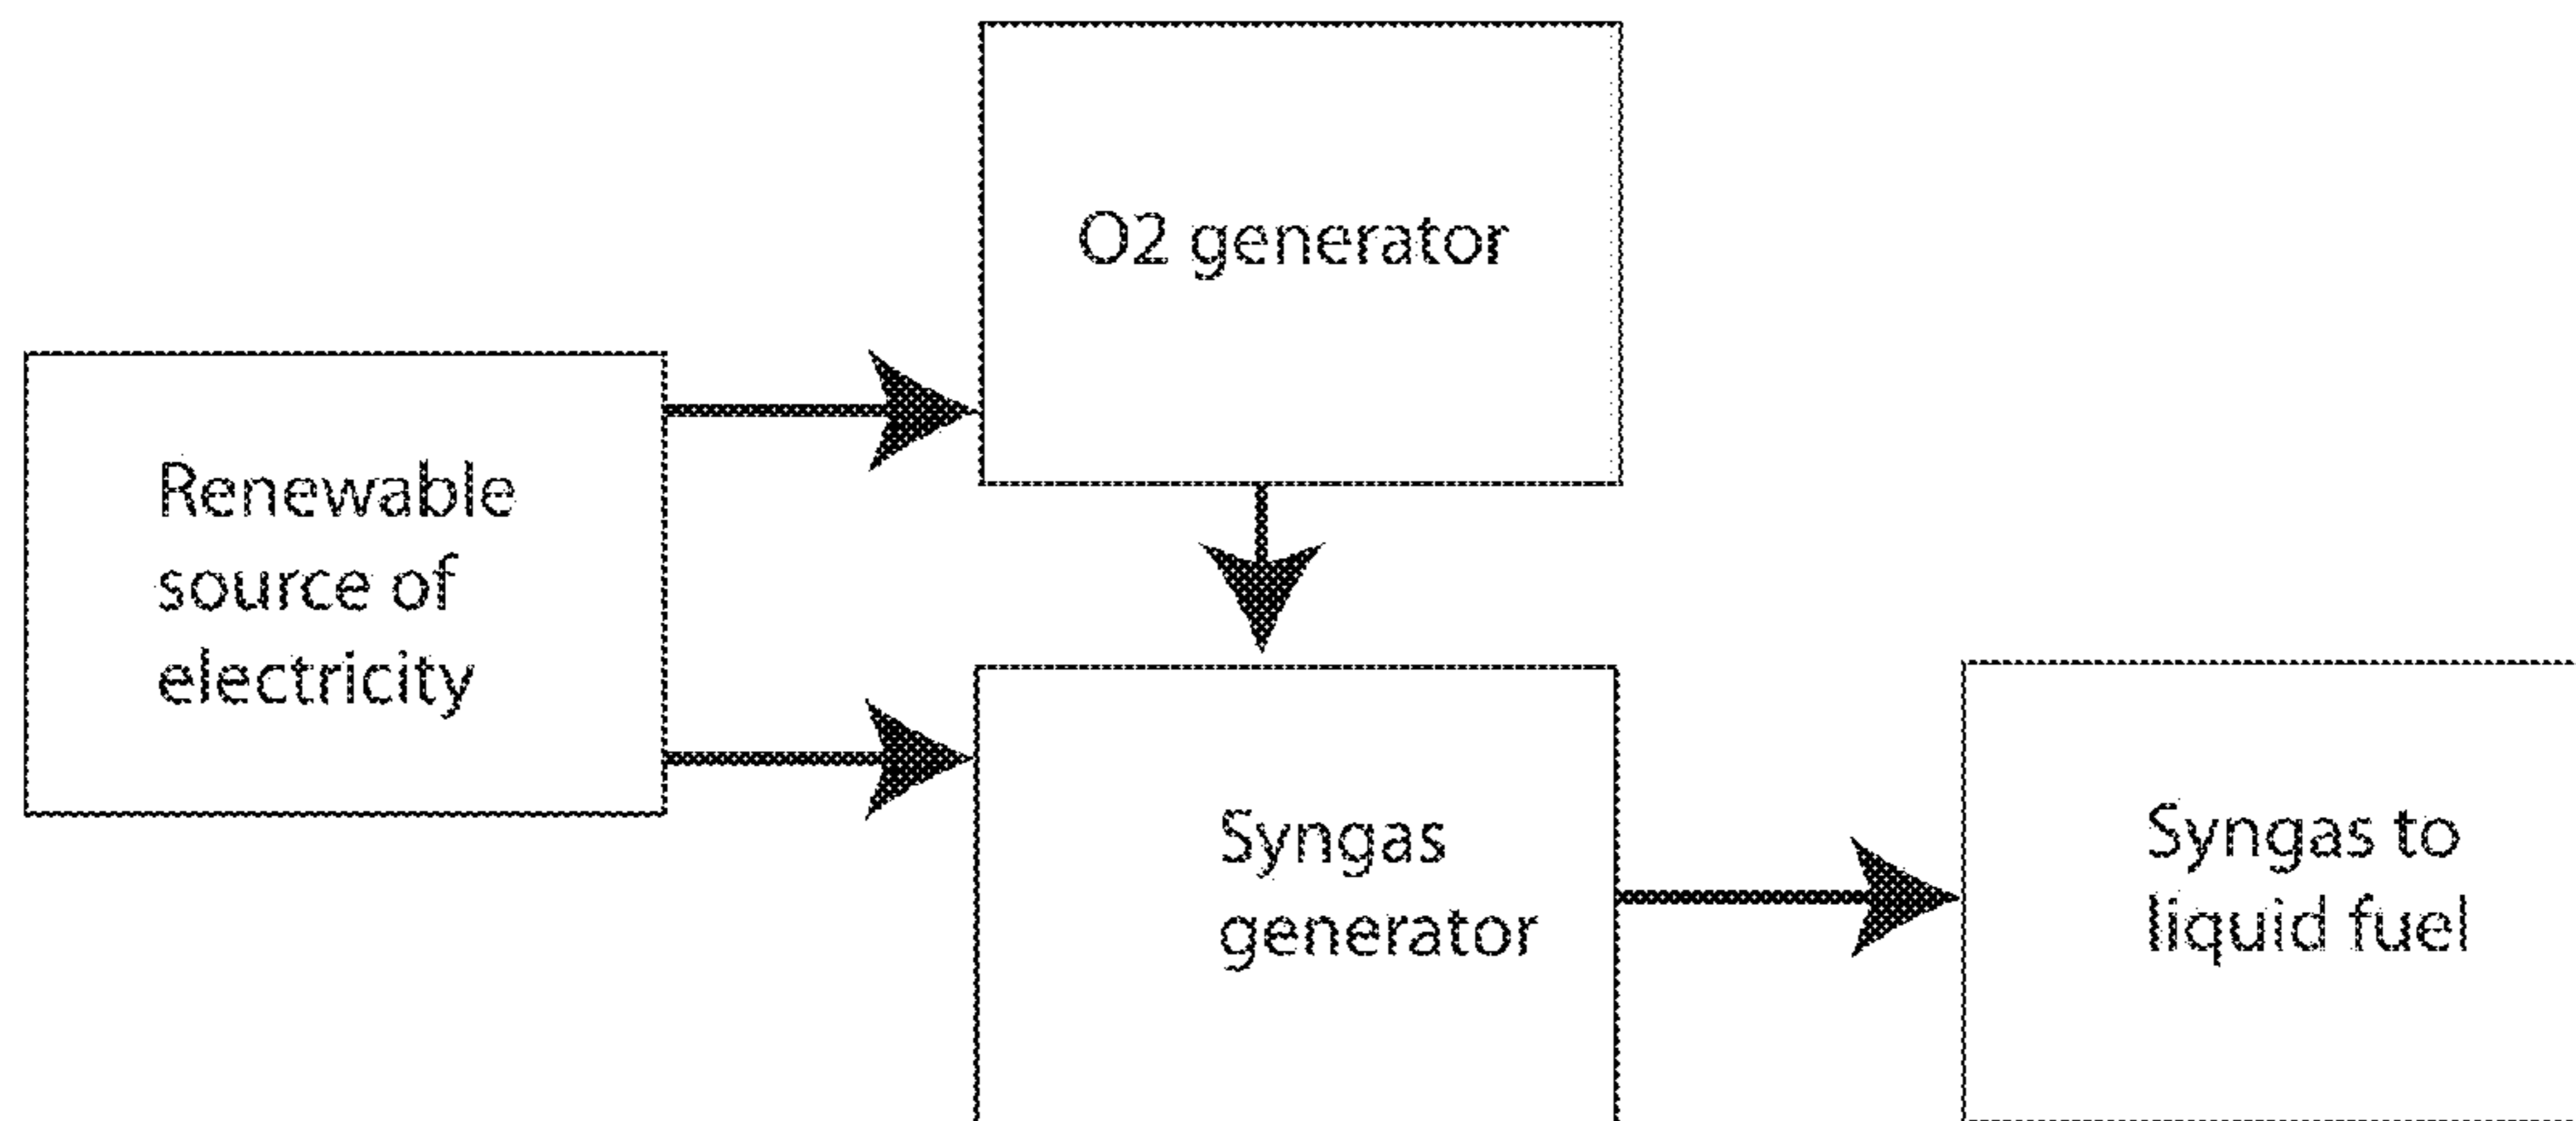 O2 generator
Renewable
source of
electricity
Syngas
generator
Syngas to
liquid fuel